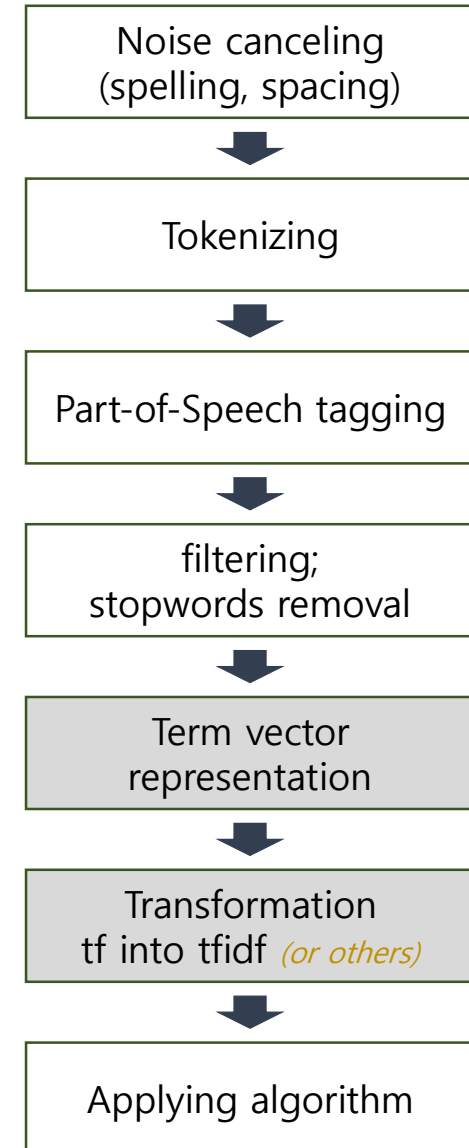 Noise canceling
(spelling, spacing)
Tokenizing
Part-of-Speech tagging
filtering;
stopwords removal
Term vector
representation
Transformation
tf into tfidf (or others)
Applying algorithm